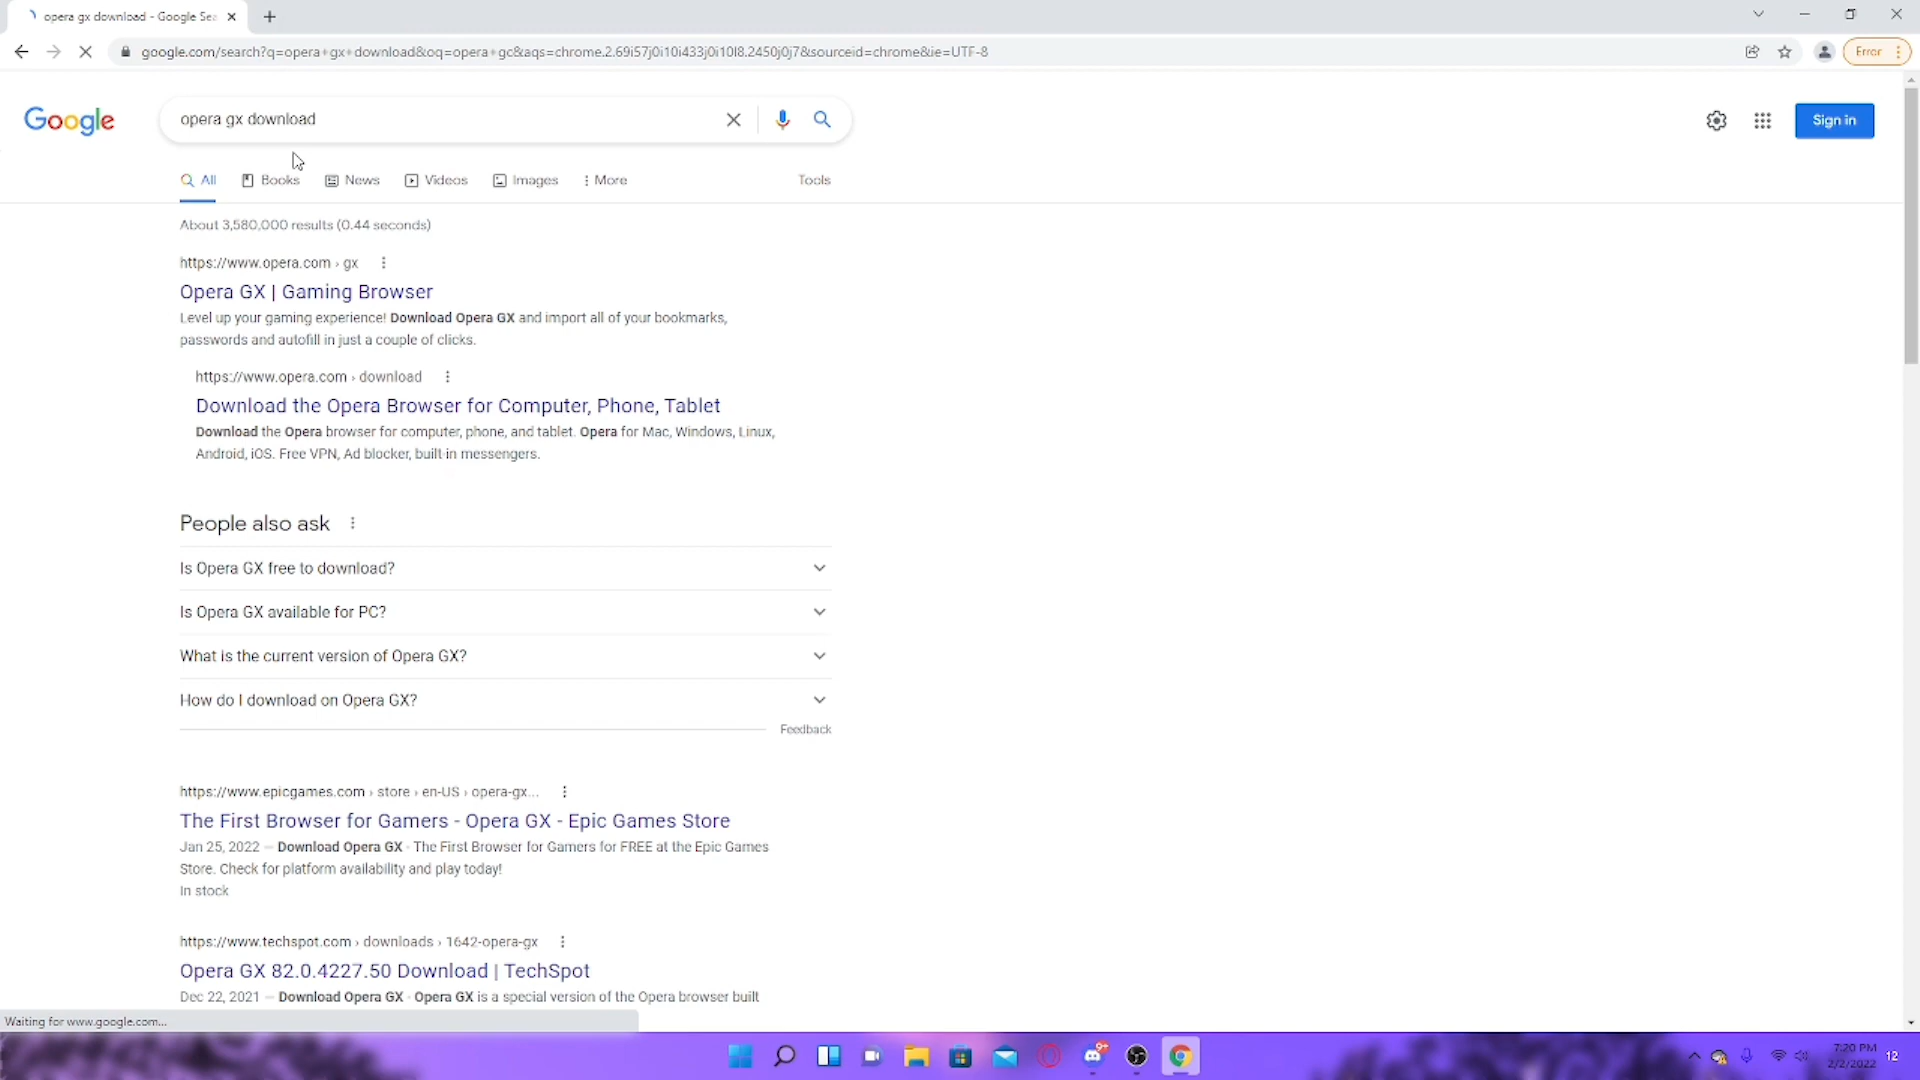 opera gx download - Google Sea
google.com/search?q=opera+gx+download&oq=opera+gc&aqs=chrome.2.69i57j0i10i433j0i10l8.2450j0j7&sourceid=chrome&ie=UTF-8
Error
Google
opera gx download
Sign in
All Books News Videos Images More Tools
About 3,580,000 results (0.44 seconds)
https://www.opera.com › gx
Opera GX | Gaming Browser
Level up your gaming experience! Download Opera GX and import all of your bookmarks,
passwords and autofill in just a couple of clicks.
https://www.opera.com › download
Download the Opera Browser for Computer, Phone, Tablet
Download the Opera browser for computer, phone, and tablet. Opera for Mac, Windows, Linux,
Android, iOS. Free VPN, Ad blocker, built-in messengers.
People also ask
Is Opera GX free to download?
Is Opera GX available for PC?
What is the current version of Opera GX?
How do I download on Opera GX?
Feedback
https://www.epicgames.com › store › en-US › opera-gx...
The First Browser for Gamers - Opera GX - Epic Games Store
Jan 25, 2022 — Download Opera GX · The First Browser for Gamers for FREE at the Epic Games
Store. Check for platform availability and play today!
In stock
https://www.techspot.com › downloads › 1642-opera-gx
Opera GX 82.0.4227.50 Download | TechSpot
Dec 22, 2021 — Download Opera GX · Opera GX is a special version of the Opera browser built
Waiting for www.google.com...
9+
7:20 PM
2/2/2022
12